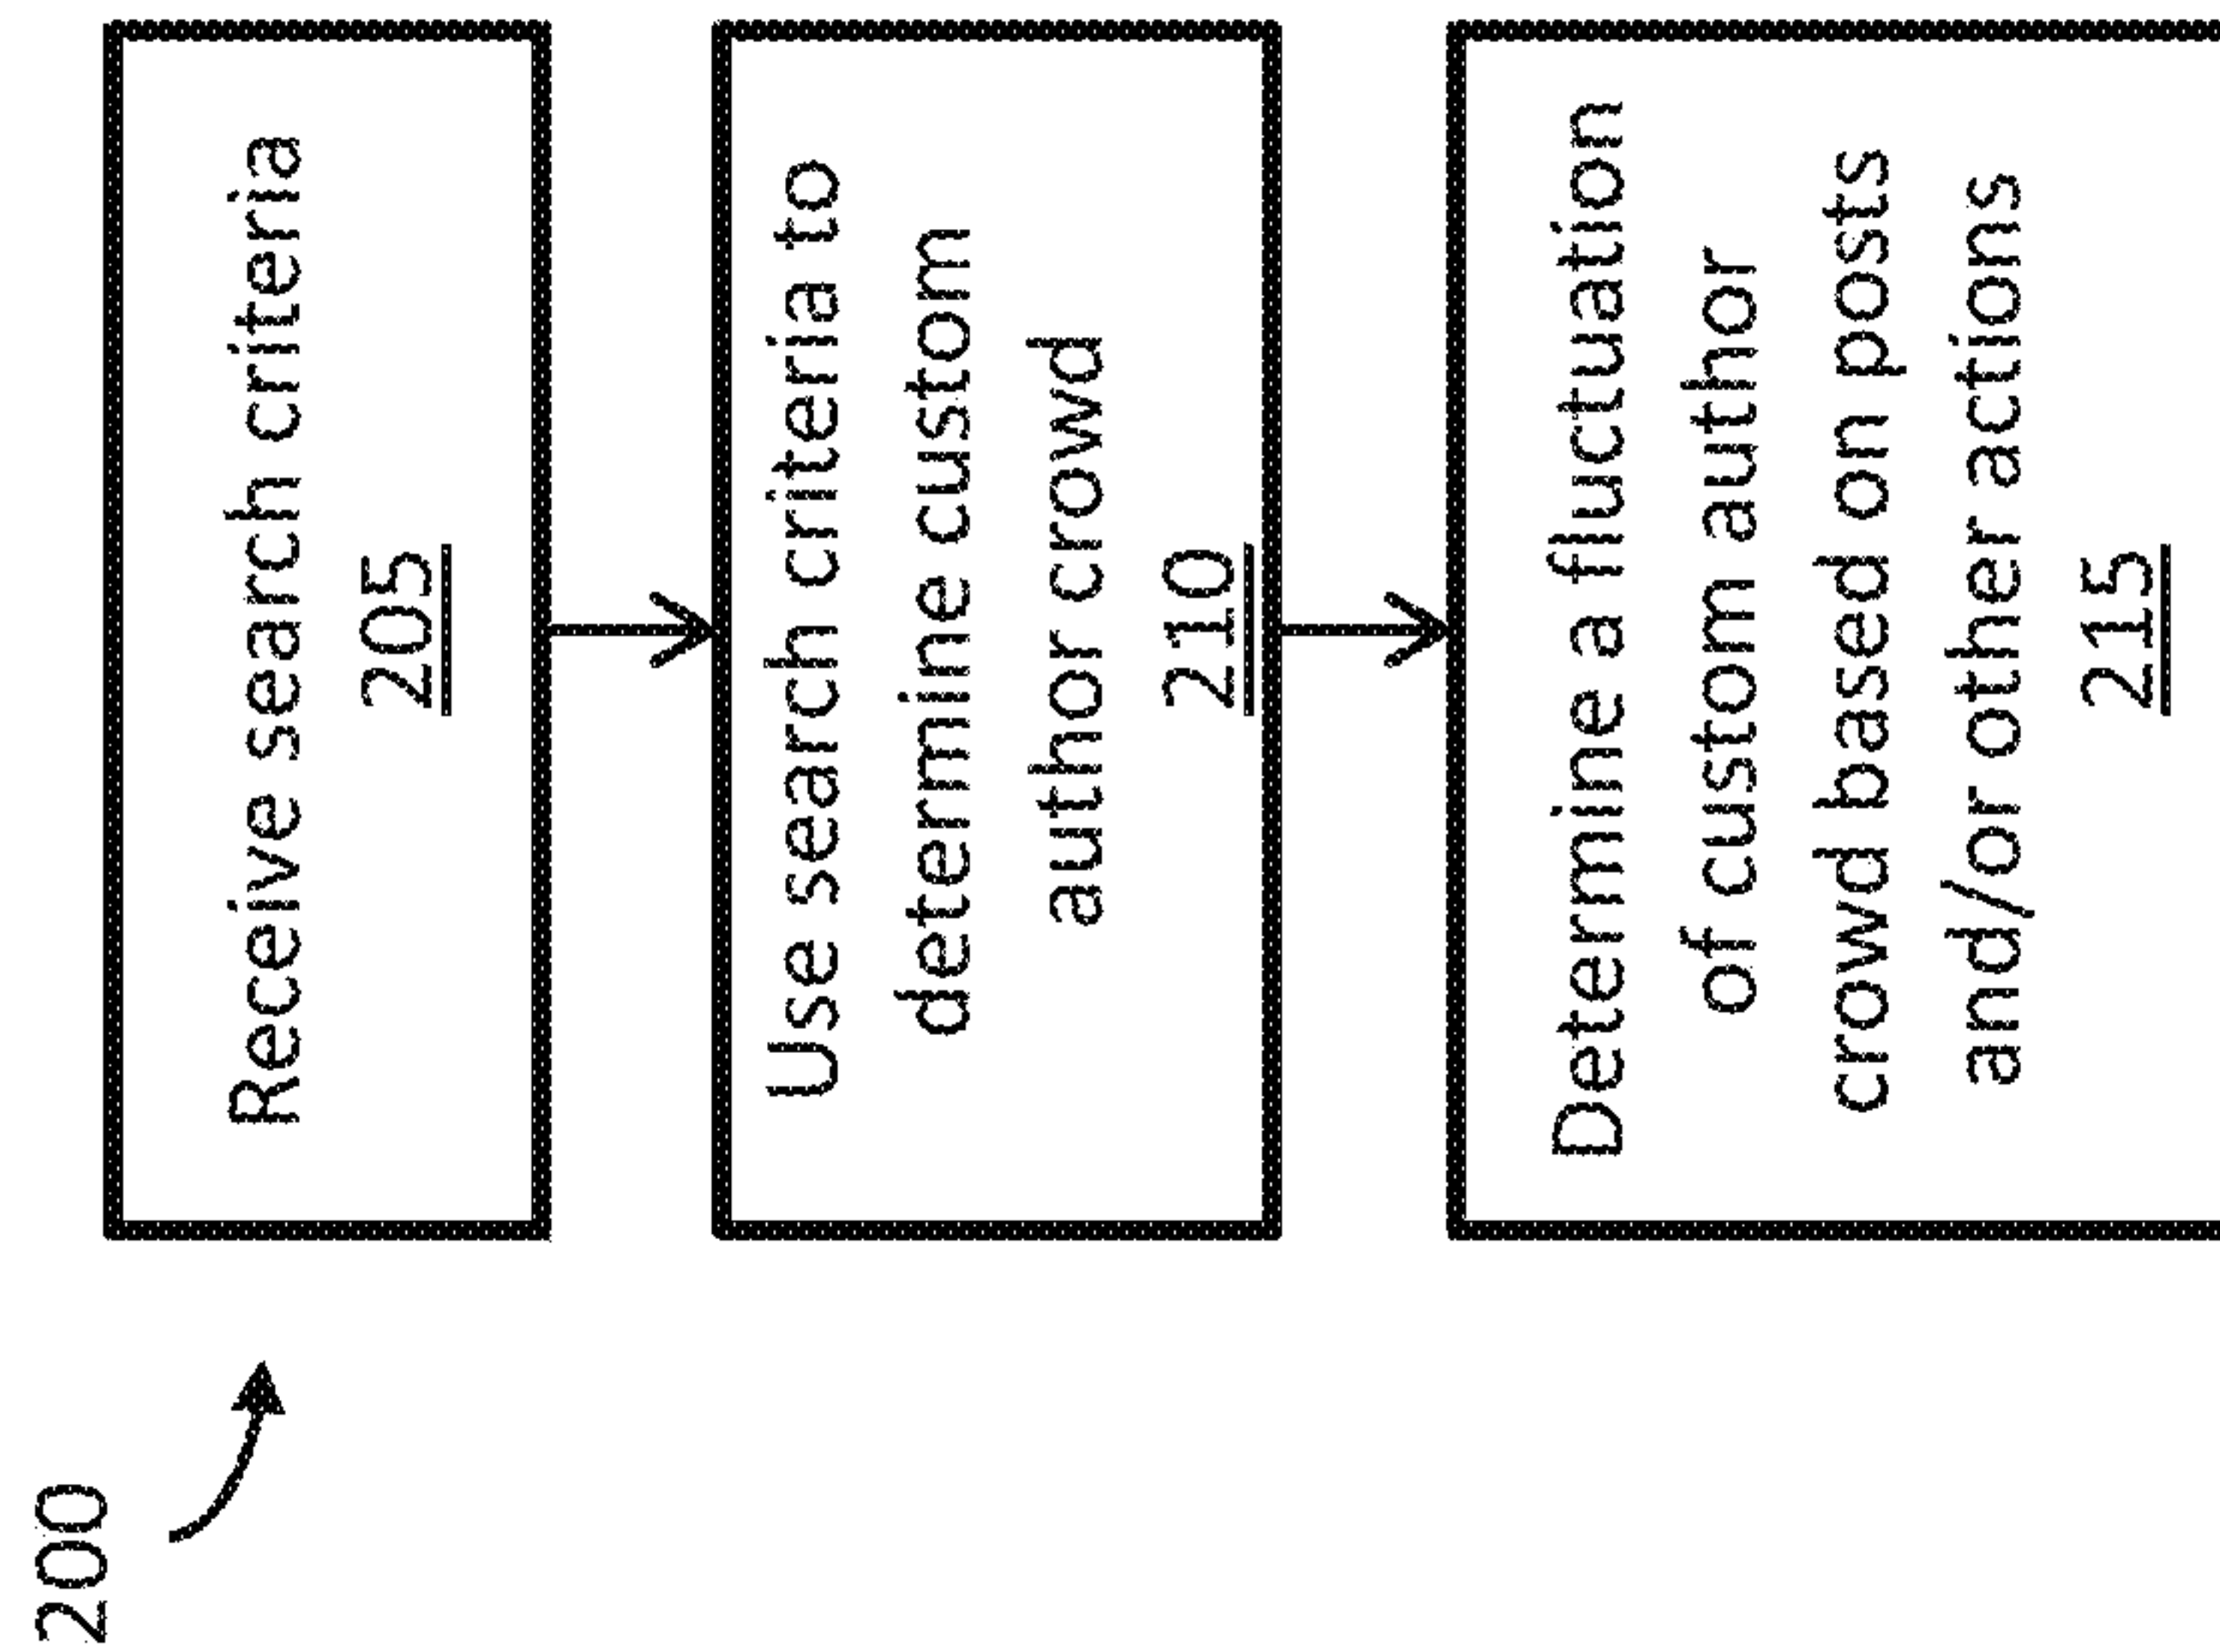 200
Receive search criteria
205
Use search criteria to
determine custom
author crowd
210
Determine a fluctuation
of custom author
crowd based on posts
and/or other actions
215